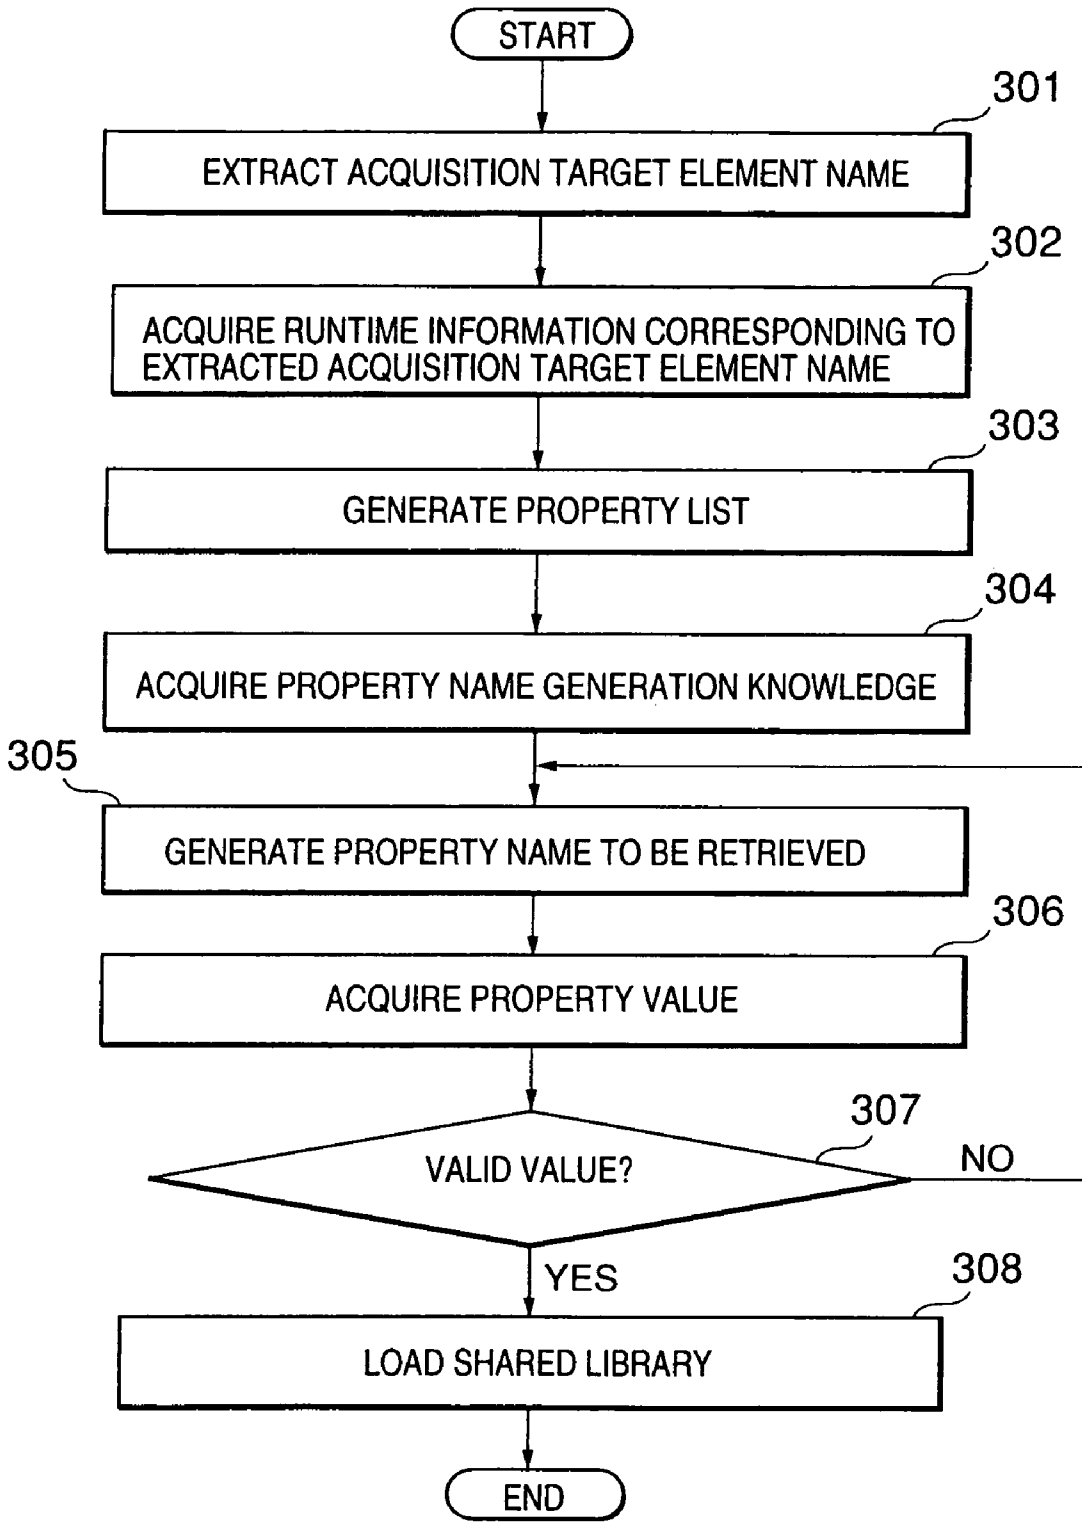 START
301
EXTRACT ACQUISITION TARGET ELEMENT NAME
302
ACQUIRE RUNTIME INFORMATION CORRESPONDING TO
EXTRACTED ACQUISITION TARGET ELEMENT NAME
303
GENERATE PROPERTY LIST
304
ACQUIRE PROPERTY NAME GENERATION KNOWLEDGE
305
GENERATE PROPERTY NAME TO BE RETRIEVED
306
ACQUIRE PROPERTY VALUE
307
VALID VALUE?
NO
YES
308
LOAD SHARED LIBRARY
END